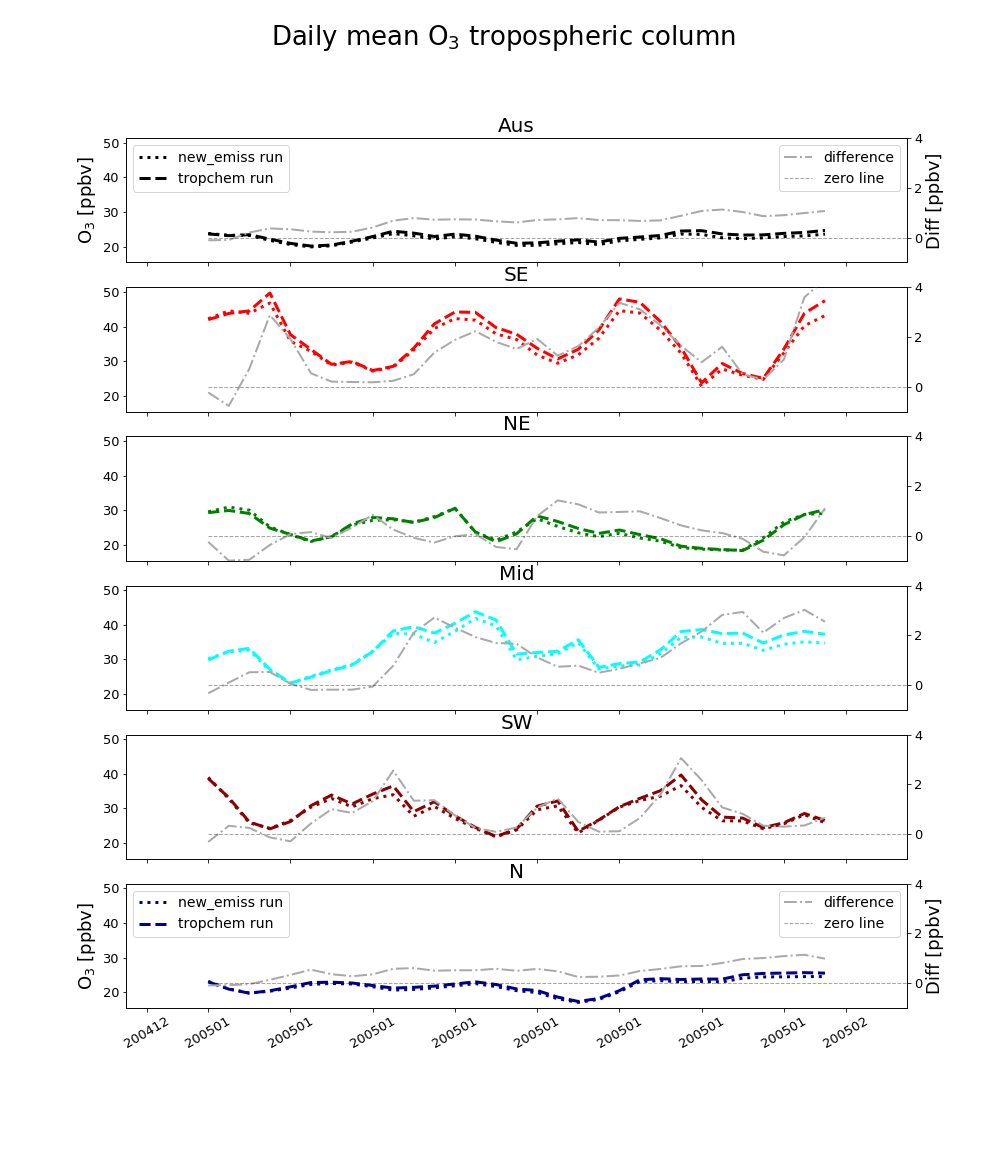 Daily mean O₃ tropospheric column
Aus
50
40
30
20
O₃ [ppbv]
new_emiss run
tropchem run
difference
zero line
4
2
0
Diff [ppbv]
SE
50
40
30
20
4
2
0
NE
50
40
30
20
4
2
0
Mid
50
40
30
20
4
2
0
SW
50
40
30
20
4
2
0
N
50
40
30
20
O₃ [ppbv]
new_emiss run
tropchem run
difference
zero line
4
2
0
Diff [ppbv]
200412 200501 200501 200501 200501 200501 200501 200501 200501 200502